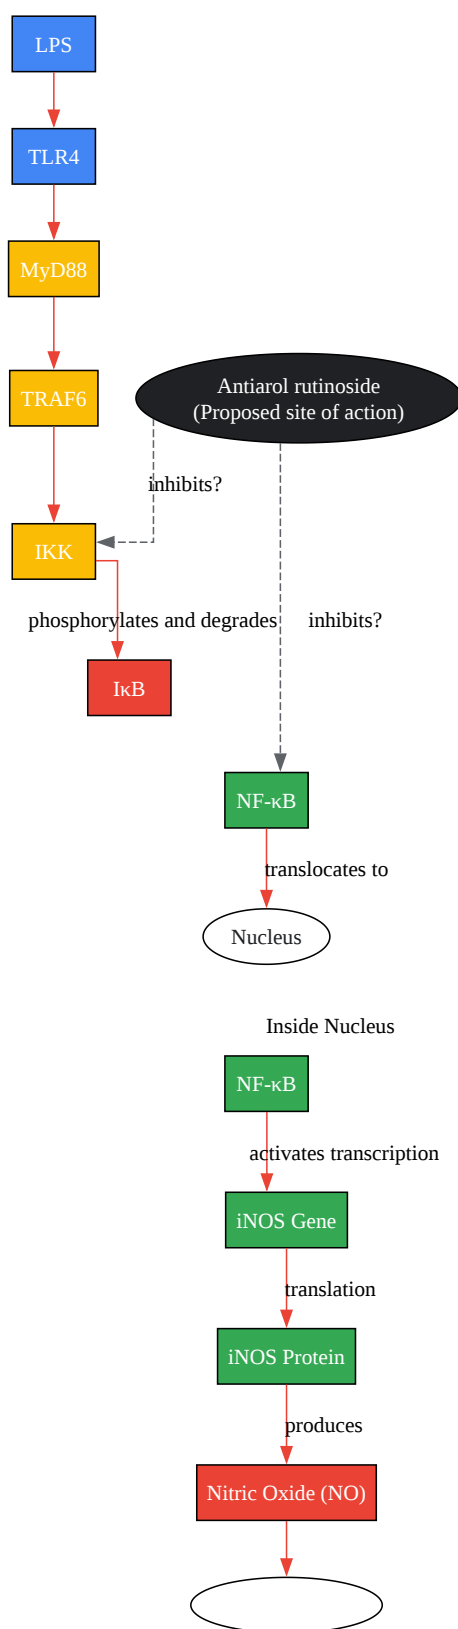 LPS
TLR4
MyD88
Antiarol rutinoside
(Proposed site of action)
TRAF6
inhibits?
IKK
phosphorylates and degrades
inhibits?
IκB
NF-κB
translocates to
Nucleus
Inside Nucleus
NF-κB
activates transcription
iNOS Gene
translation
iNOS Protein
produces
Nitric Oxide (NO)